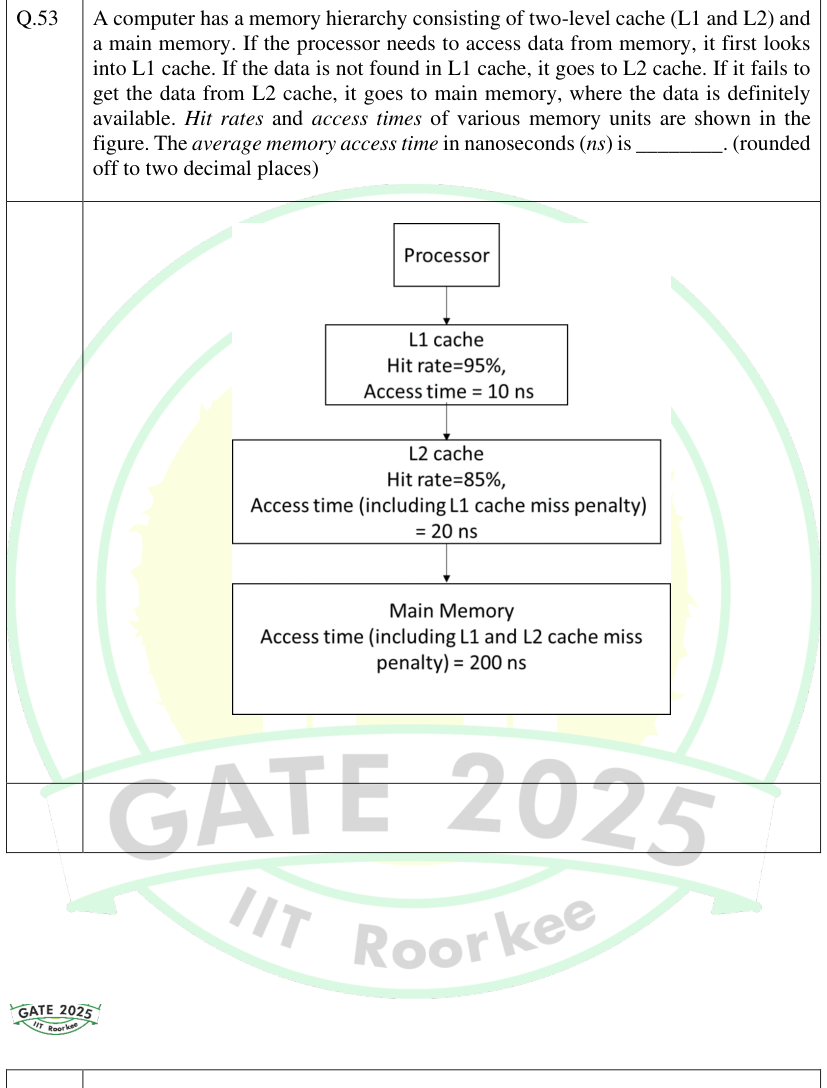 Q.53
A computer has a memory hierarchy consisting of two-level cache (L1 and L2) and
a main memory. If the processor needs to access data from memory, it first looks
into L1 cache. If the data is not found in L1 cache, it goes to L2 cache. If it fails to
get the data from L2 cache, it goes to main memory, where the data is definitely
available. Hit rates and access times of various memory units are shown in the
figure. The average memory access time in nanoseconds (ns) is ________. (rounded
off to two decimal places)
Processor
L1 cache
Hit rate=95%,
Access time = 10 ns
L2 cache
Hit rate=85%,
Access time (including L1 cache miss penalty)
= 20 ns
Main Memory
Access time (including L1 and L2 cache miss
penalty) = 200 ns
GATE 2025
IIT Roorkee
GATE 2025
IIT Roorkee